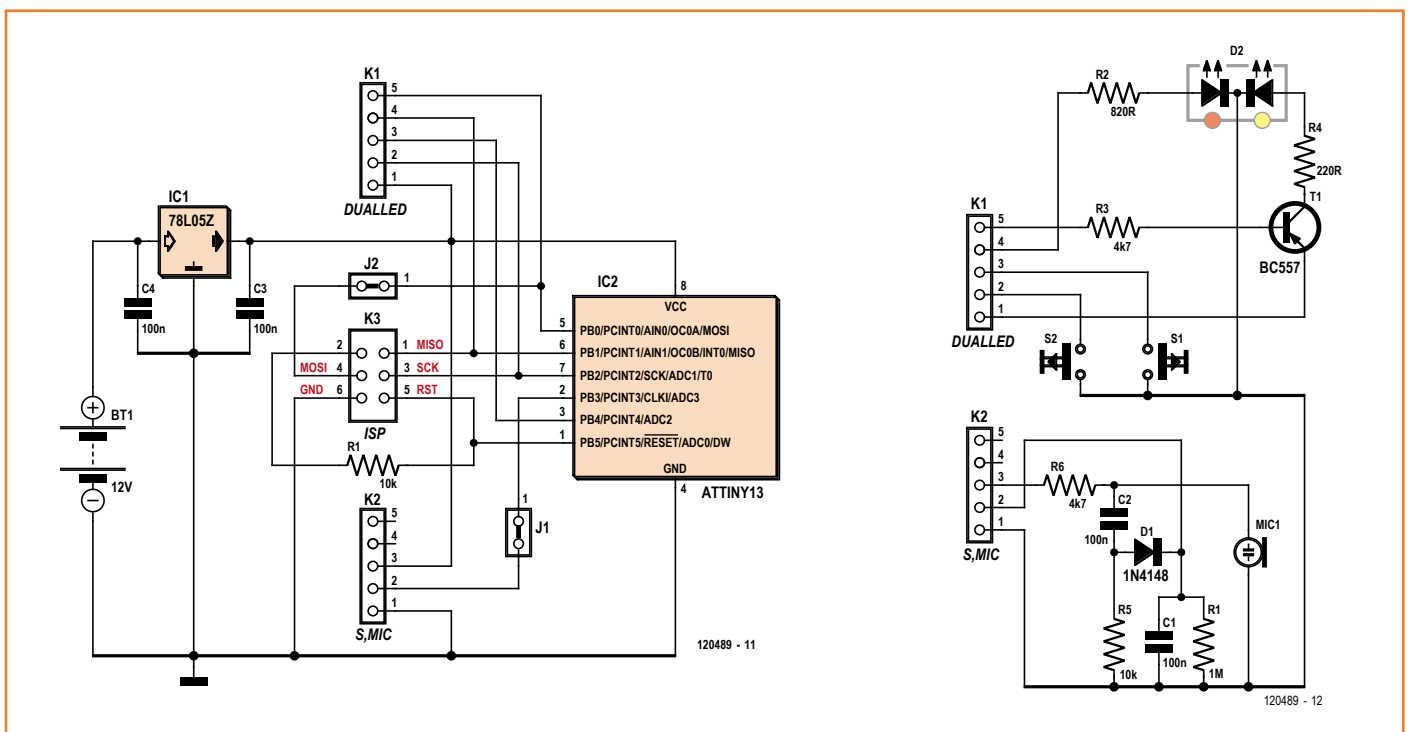 K1
5
4
3
2
1
DUALLED
IC1
78L05Z
C4
100n
C3
100n
BT1
12V
J2
1
K3
2
1 MISO
MOSI 4
3 SCK
GND 6
5 RST
ISP
R1
10k
K2
5
4
3
2
1
S,MIC
1
J1
IC2
8
VCC
5 PB0/PCINT0/AIN0/OC0A/MOSI
6 PB1/PCINT1/AIN1/OC0B/INT0/MISO
7 PB2/PCINT2/SCK/ADC1/T0
2 PB3/PCINT3/CLKI/ADC3
3 PB4/PCINT4/ADC2
1 PB5/PCINT5/RESET/ADC0/DW
GND
4
ATTINY13
120489 - 11
D2
R2
820R
R4
220R
T1
BC557
K1
5
4
3
2
1
DUALLED
R3
4k7
S2
S1
K2
5
4
3
2
1
S,MIC
R6
4k7
C2
100n
D1
1N4148
MIC1
R5
10k
C1
100n
R1
1M
120489 - 12